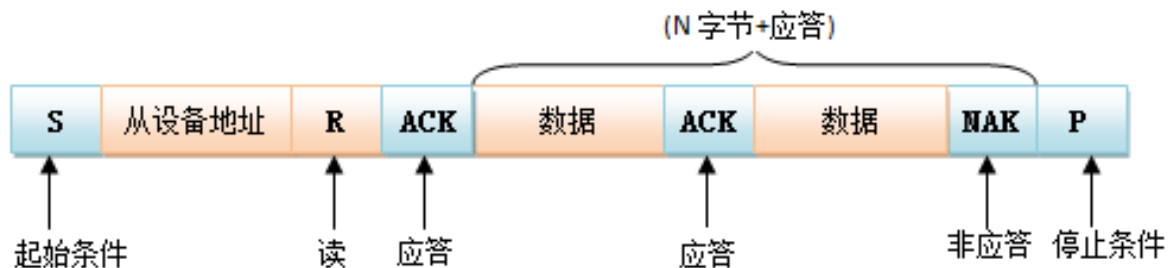 (N 字节+应答)
S 从设备地址 R ACK 数据 ACK 数据 NAK P
起始条件 读 应答 应答 非应答 停止条件